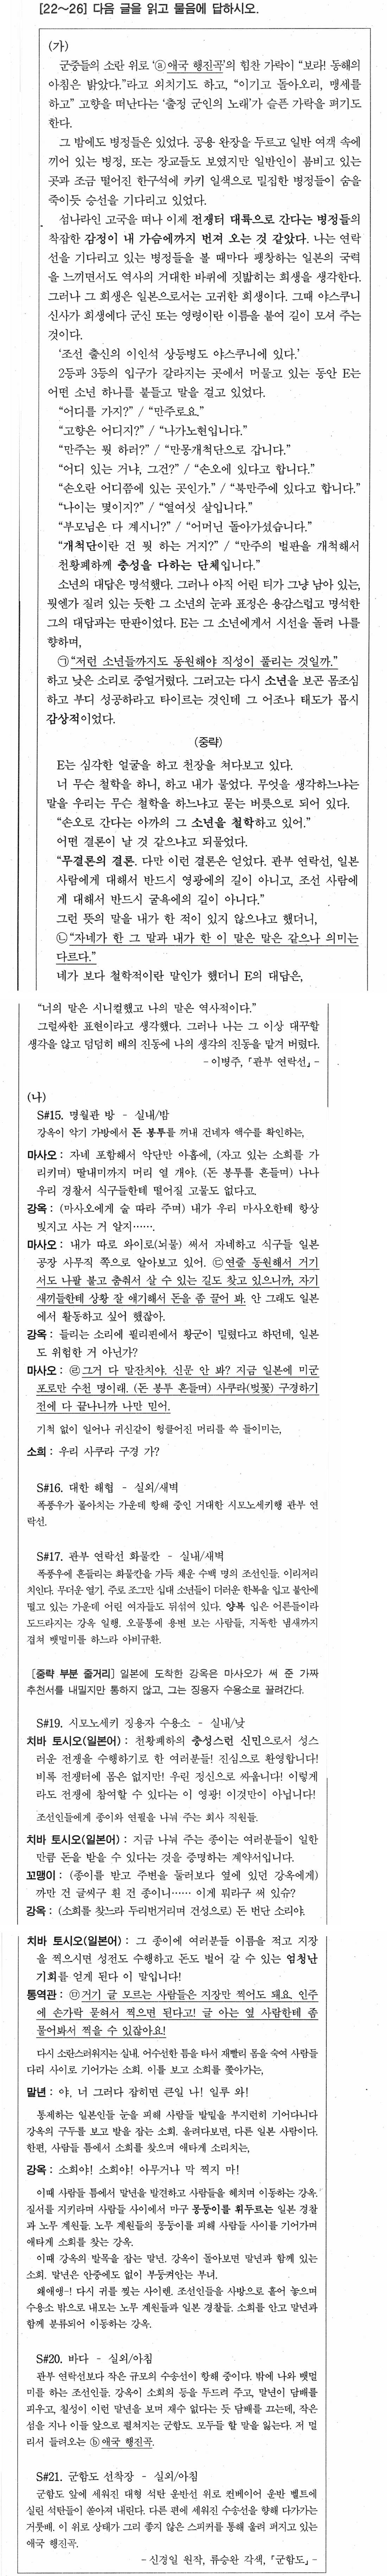 [22~26] 다음 글을 읽고 물음에 답하시오.
(가)
군중들의 소란 위로 'ⓐ애국 행진곡'의 힘찬 가락이 "보라! 동해의
아침은 밝았다."라고 외치기도 하고, "이기고 돌아오리, 맹세를
하고" 고향을 떠난다는 '출정 군인의 노래'가 슬픈 가락을 펴기도
한다.
그 밤에도 병정들은 있었다. 공용 완장을 두르고 일반 여객 속에
끼어 있는 병정, 또는 장교들도 보였지만 일반인이 붐비고 있는
곳과 조금 떨어진 한구석에 카키 일색으로 밀집한 병정들이 숨을
죽이듯 승선을 기다리고 있었다.
섬나라인 고국을 떠나 이제 전쟁터 대륙으로 간다는 병정들의
착잡한 감정이 내 가슴에까지 번져 오는 것 같았다. 나는 연락
선을 기다리고 있는 병정들을 볼 때마다 팽창하는 일본의 국력
을 느끼면서도 역사의 거대한 바퀴에 짓밟히는 희생을 생각한다.
그러나 그 희생은 일본으로서는 고귀한 희생이다. 그때 야스쿠니
신사가 희생에다 군신 또는 영령이란 이름을 붙여 길이 모셔 주는
것이다.
'조선 출신의 이인석 상등병도 야스쿠니에 있다.'
2등과 3등의 입구가 갈라지는 곳에서 머물고 있는 동안 E는
어떤 소년 하나를 붙들고 말을 걸고 있었다.
"어디를 가지?" / "만주로요."
"고향은 어디지?" / "나가노현입니다."
"만주는 뭣 하러?" / "만몽개척단으로 갑니다."
"어디 있는 거냐, 그건?" / "손오에 있다고 합니다."
"손오란 어디쯤에 있는 곳인가." / "북만주에 있다고 합니다."
"나이는 몇이지?" / "열여섯 살입니다."
"부모님은 다 계시니?" / "어머닌 돌아가셨습니다."
"개척단이란 건 뭣 하는 거지?" / "만주의 벌판을 개척해서
천황폐하께 충성을 다하는 단체입니다."
소년의 대답은 명석했다. 그러나 아직 어린 티가 그냥 남아 있는,
뭣엔가 질려 있는 듯한 그 소년의 눈과 표정은 용감스럽고 명석한
그의 대답과는 딴판이었다. E는 그 소년에게서 시선을 돌려 나를
향하며,
㉠"저런 소년들까지도 동원해야 직성이 풀리는 것일까."
하고 낮은 소리로 중얼거렸다. 그러고는 다시 소년을 보곤 몸조심
하고 부디 성공하라고 타이르는 것인데 그 어조나 태도가 몹시
감상적이었다.
(중략)
E는 심각한 얼굴을 하고 천장을 쳐다보고 있다.
너 무슨 철학을 하니, 하고 내가 물었다. 무엇을 생각하느냐는
말을 우리는 무슨 철학을 하느냐고 묻는 버릇으로 되어 있다.
"손오로 간다는 아까의 그 소년을 철학하고 있어."
어떤 결론이 날 것 같으냐고 되물었다.
"무결론의 결론. 다만 이런 결론은 얻었다. 관부 연락선, 일본
사람에게 대해서 반드시 영광에의 길이 아니고, 조선 사람에
게 대해서 반드시 굴욕에의 길이 아니다."
그런 뜻의 말을 내가 한 적이 있지 않으냐고 했더니,
㉡"자네가 한 그 말과 내가 한 이 말은 말은 같으나 의미는
다르다."
네가 보다 철학적이란 말인가 했더니 E의 대답은,
"너의 말은 시니컬했고 나의 말은 역사적이다."
그럴싸한 표현이라고 생각했다. 그러나 나는 그 이상 대꾸할
생각을 않고 덤덤히 배의 진동에 나의 생각의 진동을 맡겨 버렸다.
- 이병주, 「관부 연락선」 -
(나)
S#15. 명월관 방 - 실내/밤
강옥이 악기 가방에서 돈 봉투를 꺼내 건네자 액수를 확인하는,
마사오 : 자네 포함해서 악단만 아홉에, (자고 있는 소희를 가
리키며) 딸내미까지 머리 열 개야. (돈 봉투를 흔들며) 나나
우리 경찰서 식구들한테 떨어질 고물도 없다고.
강옥 : (마사오에게 술 따라 주며) 내가 우리 마사오한테 항상
빚지고 사는 거 알지…….
마사오 : 내가 따로 와이로(뇌물) 써서 자네하고 식구들 일본
공장 사무직 쪽으로 알아보고 있어. ㉢연줄 동원해서 거기
서도 나팔 불고 춤춰서 살 수 있는 길도 찾고 있으니까, 자기
새끼들한테 상황 잘 얘기해서 돈을 좀 끌어 봐. 안 그래도 일본
에서 활동하고 싶어 했잖아.
강옥 : 들리는 소리에 필리핀에서 황군이 밀렸다고 하던데, 일본
도 위험한 거 아닌가?
마사오 : ㉣그거 다 말잔치야. 신문 안 봐? 지금 일본에 미군
포로만 수천 명이래. (돈 봉투 흔들며) 사쿠라(벚꽃) 구경하기
전에 다 끝나니까 나만 믿어.
기척 없이 일어나 귀신같이 헝클어진 머리를 쓱 들이미는,
소희 : 우리 사쿠라 구경 가?
S#16. 대한 해협 - 실외/새벽
폭풍우가 몰아치는 가운데 항해 중인 거대한 시모노세키행 관부 연
락선.
S#17. 관부 연락선 화물칸 - 실내/새벽
폭풍우에 흔들리는 화물칸을 가득 채운 수백 명의 조선인들. 이리저리
치인다. 무더운 열기. 주로 조그만 십대 소년들이 더러운 한복을 입고 불안에
떨고 있는 가운데 어린 여자들도 뒤섞여 있다. 양복 입은 어른들이라
도드라지는 강옥 일행. 오물통에 용변 보는 사람들, 지독한 냄새까지
겹쳐 뱃멀미를 하느라 아비규환.
[중략 부분 줄거리] 일본에 도착한 강옥은 마사오가 써 준 가짜
추천서를 내밀지만 통하지 않고, 그는 징용자 수용소로 끌려간다.
S#19. 시모노세키 징용자 수용소 - 실내/낮
치바 토시오(일본어) : 천황폐하의 충성스런 신민으로서 성스
러운 전쟁을 수행하기로 한 여러분들! 진심으로 환영합니다!
비록 전쟁터에 몸은 없지만! 우린 정신으로 싸웁니다! 이렇게
라도 전쟁에 참여할 수 있다는 이 영광! 이것만이 아닙니다!
조선인들에게 종이와 연필을 나눠 주는 회사 직원들.
치바 토시오(일본어) : 지금 나눠 주는 종이는 여러분들이 일한
만큼 돈을 받을 수 있다는 것을 증명하는 계약서입니다.
꼬맹이 : (종이를 받고 주변을 둘러보다 옆에 있던 강옥에게)
까만 건 글씨구 흰 건 종이니…… 이게 뭐라구 써 있슈?
강옥 : (소희를 찾느라 두리번거리며 건성으로) 돈 번단 소리야.
치바 토시오(일본어) : 그 종이에 여러분들 이름을 적고 지장
을 찍으시면 성전도 수행하고 돈도 벌어 갈 수 있는 엄청난
기회를 얻게 된다 이 말입니다!
통역관 : ㉤거기 글 모르는 사람들은 지장만 찍어도 돼요. 인주
에 손가락 묻혀서 찍으면 된다고! 글 아는 옆 사람한테 좀
물어봐서 찍을 수 있잖아요!
다시 소란스러워지는 실내. 어수선한 틈을 타서 재빨리 몸을 숙여 사람들
다리 사이로 기어가는 소희. 이를 보고 소희를 쫓아가는,
말년 : 야, 너 그러다 잡히면 큰일 나! 일루 와!
통제하는 일본인들 눈을 피해 사람들 발밑을 부지런히 기어다니다
강옥의 구두를 보고 발을 잡는 소희. 올려다보면, 다른 일본 사람이다.
한편, 사람들 틈에서 소희를 찾으며 애타게 소리치는,
강옥 : 소희야! 소희야! 아무거나 막 찍지 마!
이때 사람들 틈에서 말년을 발견하고 사람들을 헤치며 이동하는 강옥.
질서를 지키라며 사람들 사이에서 마구 몽둥이를 휘두르는 일본 경찰
과 노무 계원들. 노무 계원들의 몽둥이를 피해 사람들 사이를 기어가며
애타게 소희를 찾는 강옥.
이때 강옥의 발목을 잡는 말년. 강옥이 돌아보면 말년과 함께 있는
소희. 말년은 안중에도 없이 부둥켜안는 부녀.
왜애앵~! 다시 귀를 찢는 사이렌. 조선인들을 사방으로 흩어 놓으며
수용소 밖으로 내모는 노무 계원들과 일본 경찰들. 소희를 안고 말년과
함께 분류되어 이동하는 강옥.
S#20. 바다 - 실외/아침
관부 연락선보다 작은 규모의 수송선이 항해 중이다. 밖에 나와 뱃멀
미를 하는 조선인들. 강옥이 소희의 등을 두드려 주고, 말년이 담배를
피우고, 칠성이 이런 말년을 보며 재수 없다는 듯 담배를 끄는데, 작은
섬을 지나 이들 앞으로 펼쳐지는 군함도. 모두들 할 말을 잃는다. 저 멀
리서 들려오는 ⓑ애국 행진곡.
S#21. 군함도 선착장 - 실외/아침
군함도 앞에 세워진 대형 석탄 운반선 위로 컨베이어 운반 벨트에
실린 석탄들이 쏟아져 내린다. 다른 편에 세워진 수송선을 향해 다가가는
거룻배. 이 위로 상태가 그리 좋지 않은 스피커를 통해 울려 퍼지고 있는
애국 행진곡.
- 신경일 원작, 류승완 각색, 「군함도」 -